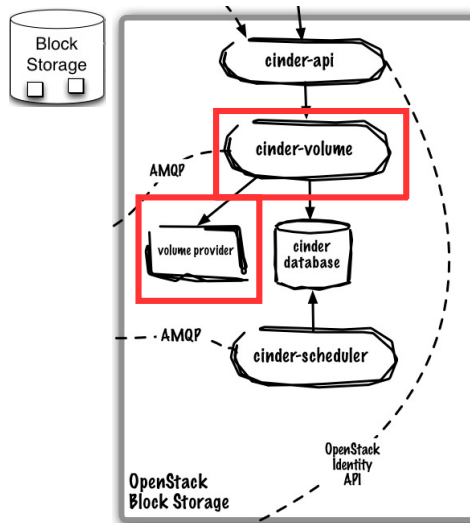 Block
Storage
cinder-api
cinder-volume
AMQP
volume provider
cinder
database
AMQP
cinder-scheduler
OpenStack
Identity
API
OpenStack
Block Storage